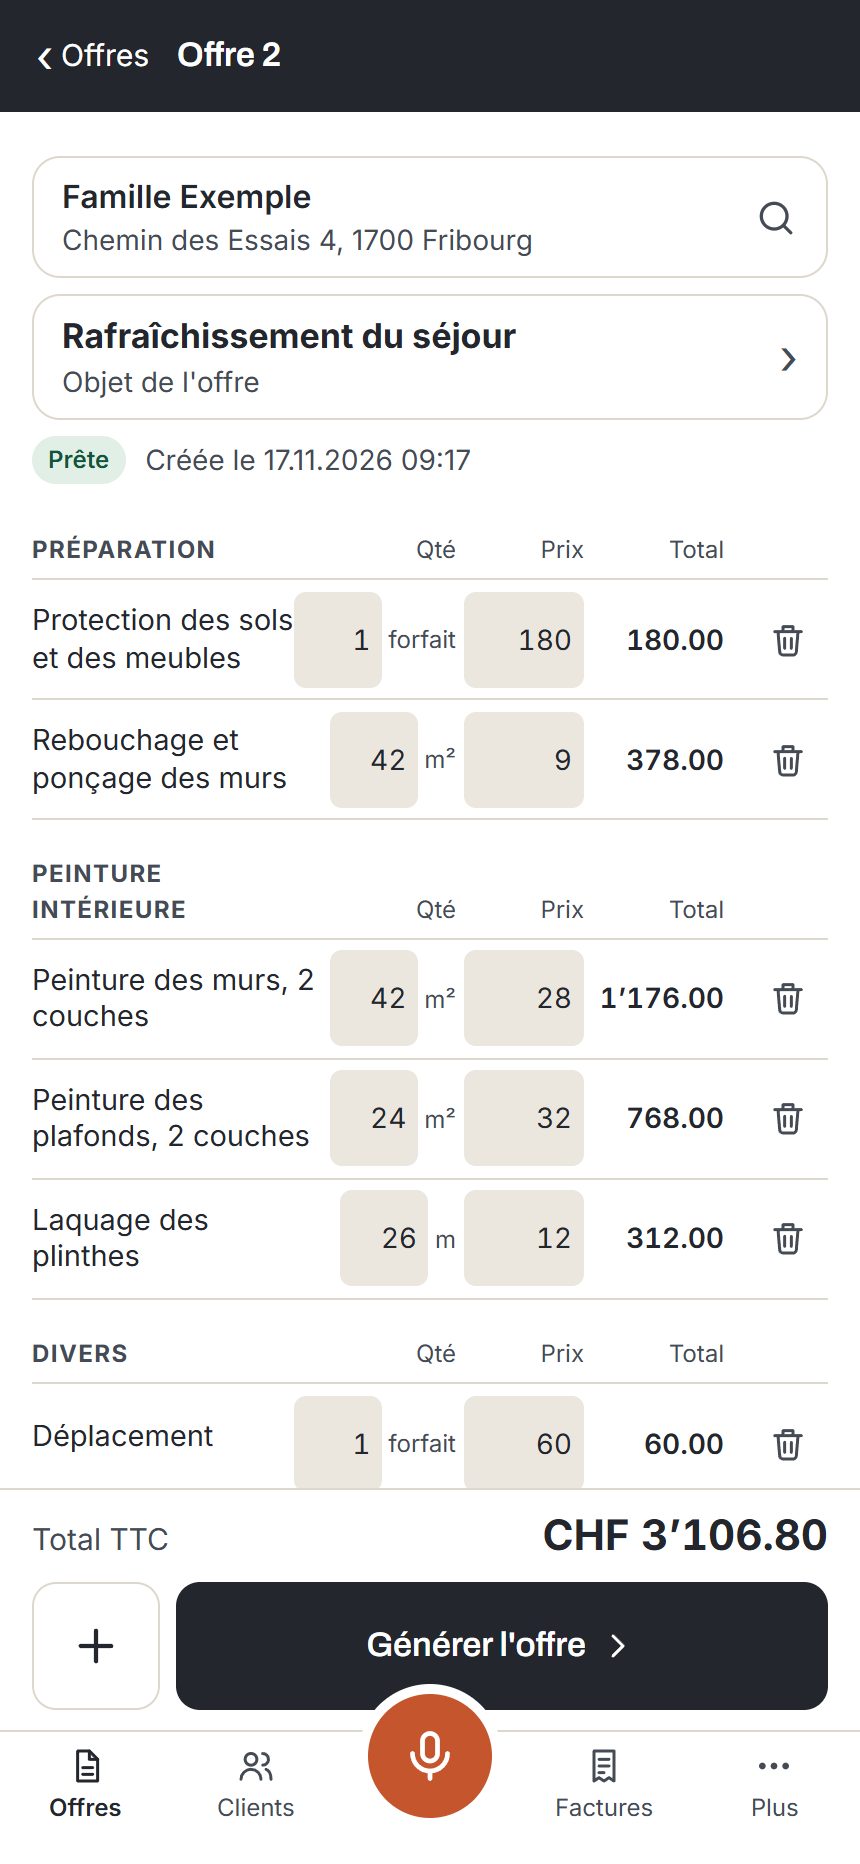 Offres Offre 2
Famille Exemple
Chemin des Essais 4, 1700 Fribourg
Rafraîchissement du séjour
Objet de l'offre
Prête Créée le 17.11.2026 09:17
PRÉPARATION Qté Prix Total
Protection des sols
et des meubles
1 forfait 180 180.00
Rebouchage et
ponçage des murs
42 m² 9 378.00
PEINTURE
INTÉRIEURE Qté Prix Total
Peinture des murs, 2
couches
42 m² 28 1’176.00
Peinture des
plafonds, 2 couches
24 m² 32 768.00
Laquage des
plinthes
26 m 12 312.00
DIVERS Qté Prix Total
Déplacement 1 forfait 60 60.00
Total TTC CHF 3’106.80
Générer l'offre
Offres Clients Factures Plus